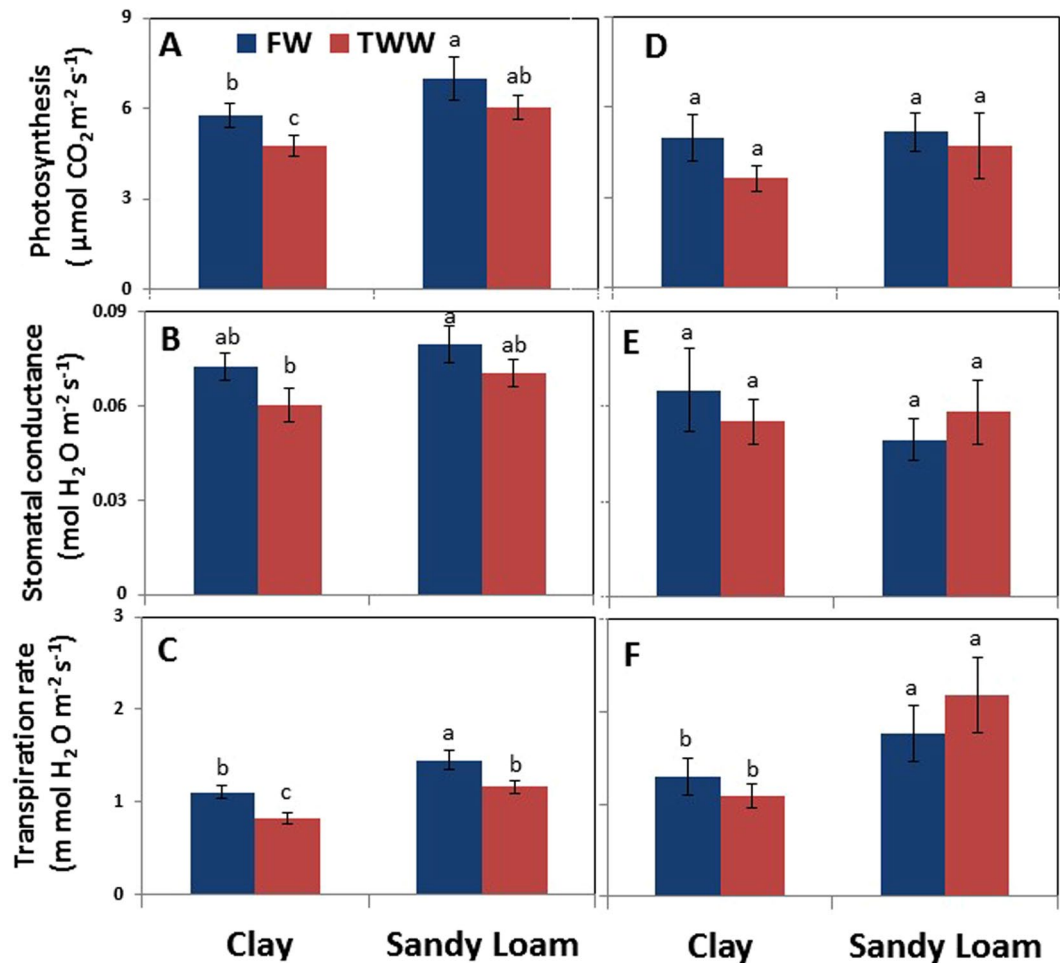 Photosynthesis
( µmol CO₂ m⁻² s⁻¹)
9
6
3
0
A
FW
TWW
b
c
a
ab
D
a
a
a
a
Stomatal conductance
(mol H₂O m⁻² s⁻¹)
0.09
0.06
0.03
0
B
ab
b
a
ab
E
a
a
a
a
Transpiration rate
(m mol H₂O m⁻² s⁻¹)
3
2
1
0
C
b
c
a
b
F
b
b
a
a
Clay
Sandy Loam
Clay
Sandy Loam